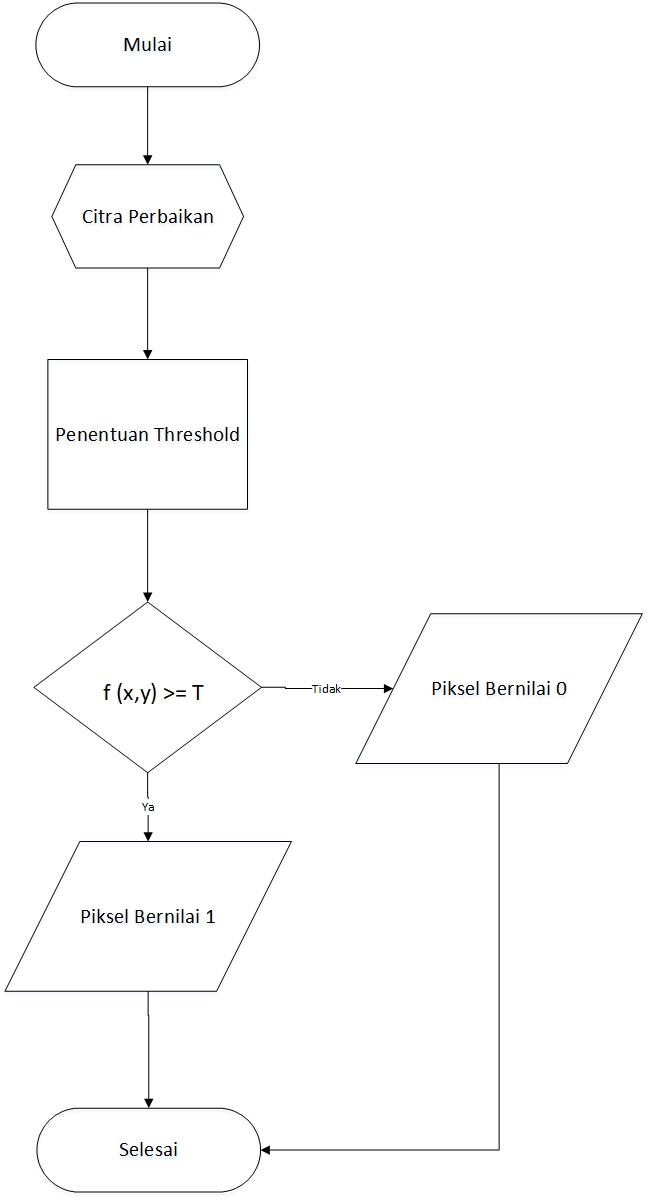 Mulai
Citra Perbaikan
Penentuan Threshold
f (x,y) >= T
Tidak
Piksel Bernilai 0
Ya
Piksel Bernilai 1
Selesai